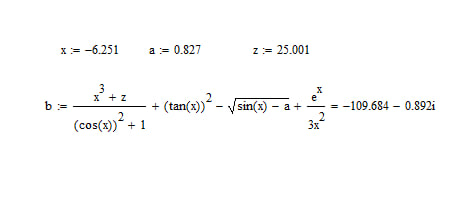 x := −6.251 a := 0.827 z := 25.001
b := (x^3 + z)/((cos(x))^2 + 1) + (tan(x))^2 − √(sin(x) − a) + e^x/(3x^2) = −109.684 − 0.892i